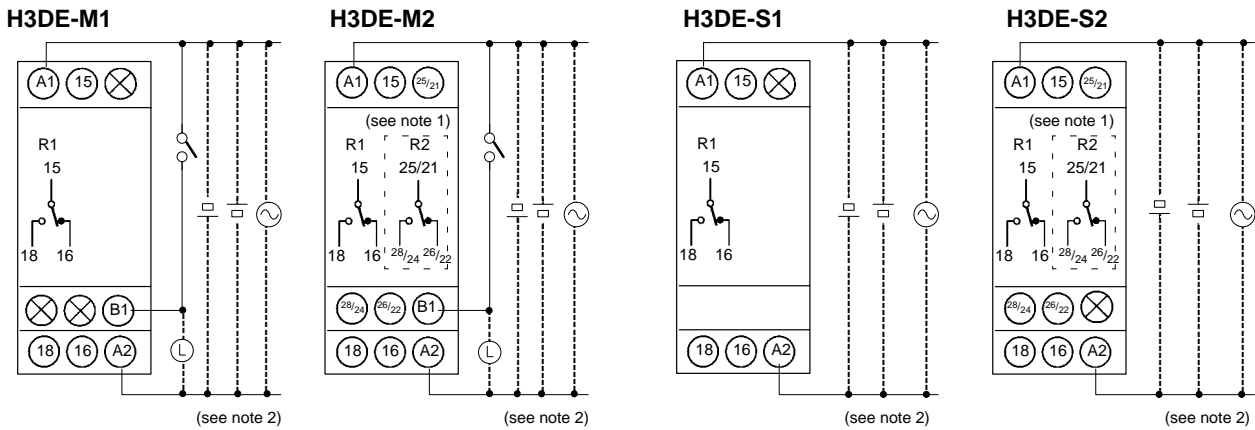 H3DE-M1
A1 15
R1
15
18 16
B1
18 16 A2
L
(see note 2)
H3DE-M2
A1 15 25/21
(see note 1)
R1 R2
15 25/21
18 16 28/24 26/22
28/24 26/22 B1
18 16 A2
L
(see note 2)
H3DE-S1
A1 15
R1
15
18 16
18 16 A2
(see note 2)
H3DE-S2
A1 15 25/21
(see note 1)
R1 R2
15 25/21
18 16 28/24 26/22
28/24 26/22
18 16 A2
(see note 2)